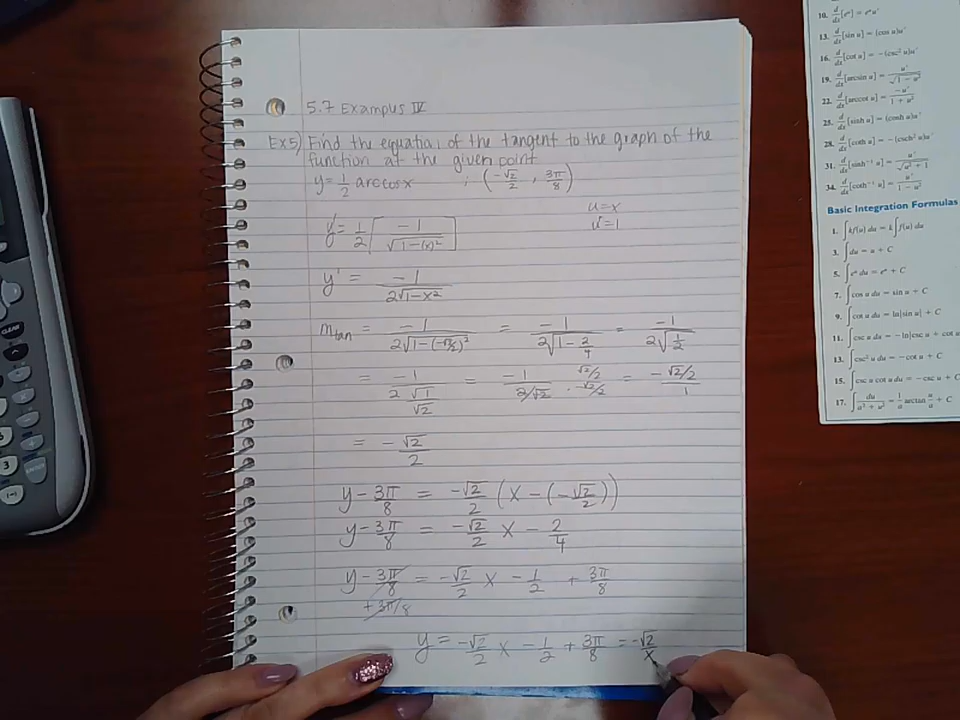 5.7 Examples IV
Ex5) Find the equation of the tangent to the graph of the
function at the given point
y = 1/2 arccosx ; (-√2/2 , 3π/8)
u=x
u'=1
y' = 1/2 [ -1/√(1-(x)²) ]
y' = -1/(2√(1-x²))
m_tan = -1/(2√(1-(-√2/2)²)) = -1/(2√(1-2/4)) = -1/(2√(1/2))
= -1/(2 √1/√2) = -1/(2/√2) · (√2/2)/(√2/2) = (-√2/2)/1
= -√2/2
y - 3π/8 = -√2/2 (x - (-√2/2))
y - 3π/8 = -√2/2 x - 2/4
y - 3π/8 = -√2/2 x - 1/2 + 3π/8
+3π/8
y = -√2/2 x - 1/2 + 3π/8 = -√2/x
10. d/dx[eᵘ] = eᵘu'
13. d/dx[sin u] = (cos u)u'
16. d/dx[cot u] = -(csc² u)u'
19. d/dx[arcsin u] = u'/√(1-u²)
22. d/dx[arccot u] = -u'/(1+u²)
25. d/dx[sinh u] = (cosh u)u'
28. d/dx[coth u] = -(csch² u)u'
31. d/dx[sinh⁻¹ u] = u'/√(u²+1)
34. d/dx[coth⁻¹ u] = u'/(1-u²)
Basic Integration Formulas
1. ∫kf(u) du = k∫f(u) du
3. ∫du = u + C
5. ∫eᵘ du = eᵘ + C
7. ∫cos u du = sin u + C
9. ∫cot u du = ln|sin u| + C
11. ∫csc u du = -ln|csc u + cot u
13. ∫csc² u du = -cot u + C
15. ∫csc u cot u du = -csc u + C
17. ∫du/(a²+u²) = 1/a arctan u/a + C
CLEAR
3
(-)
ENTER